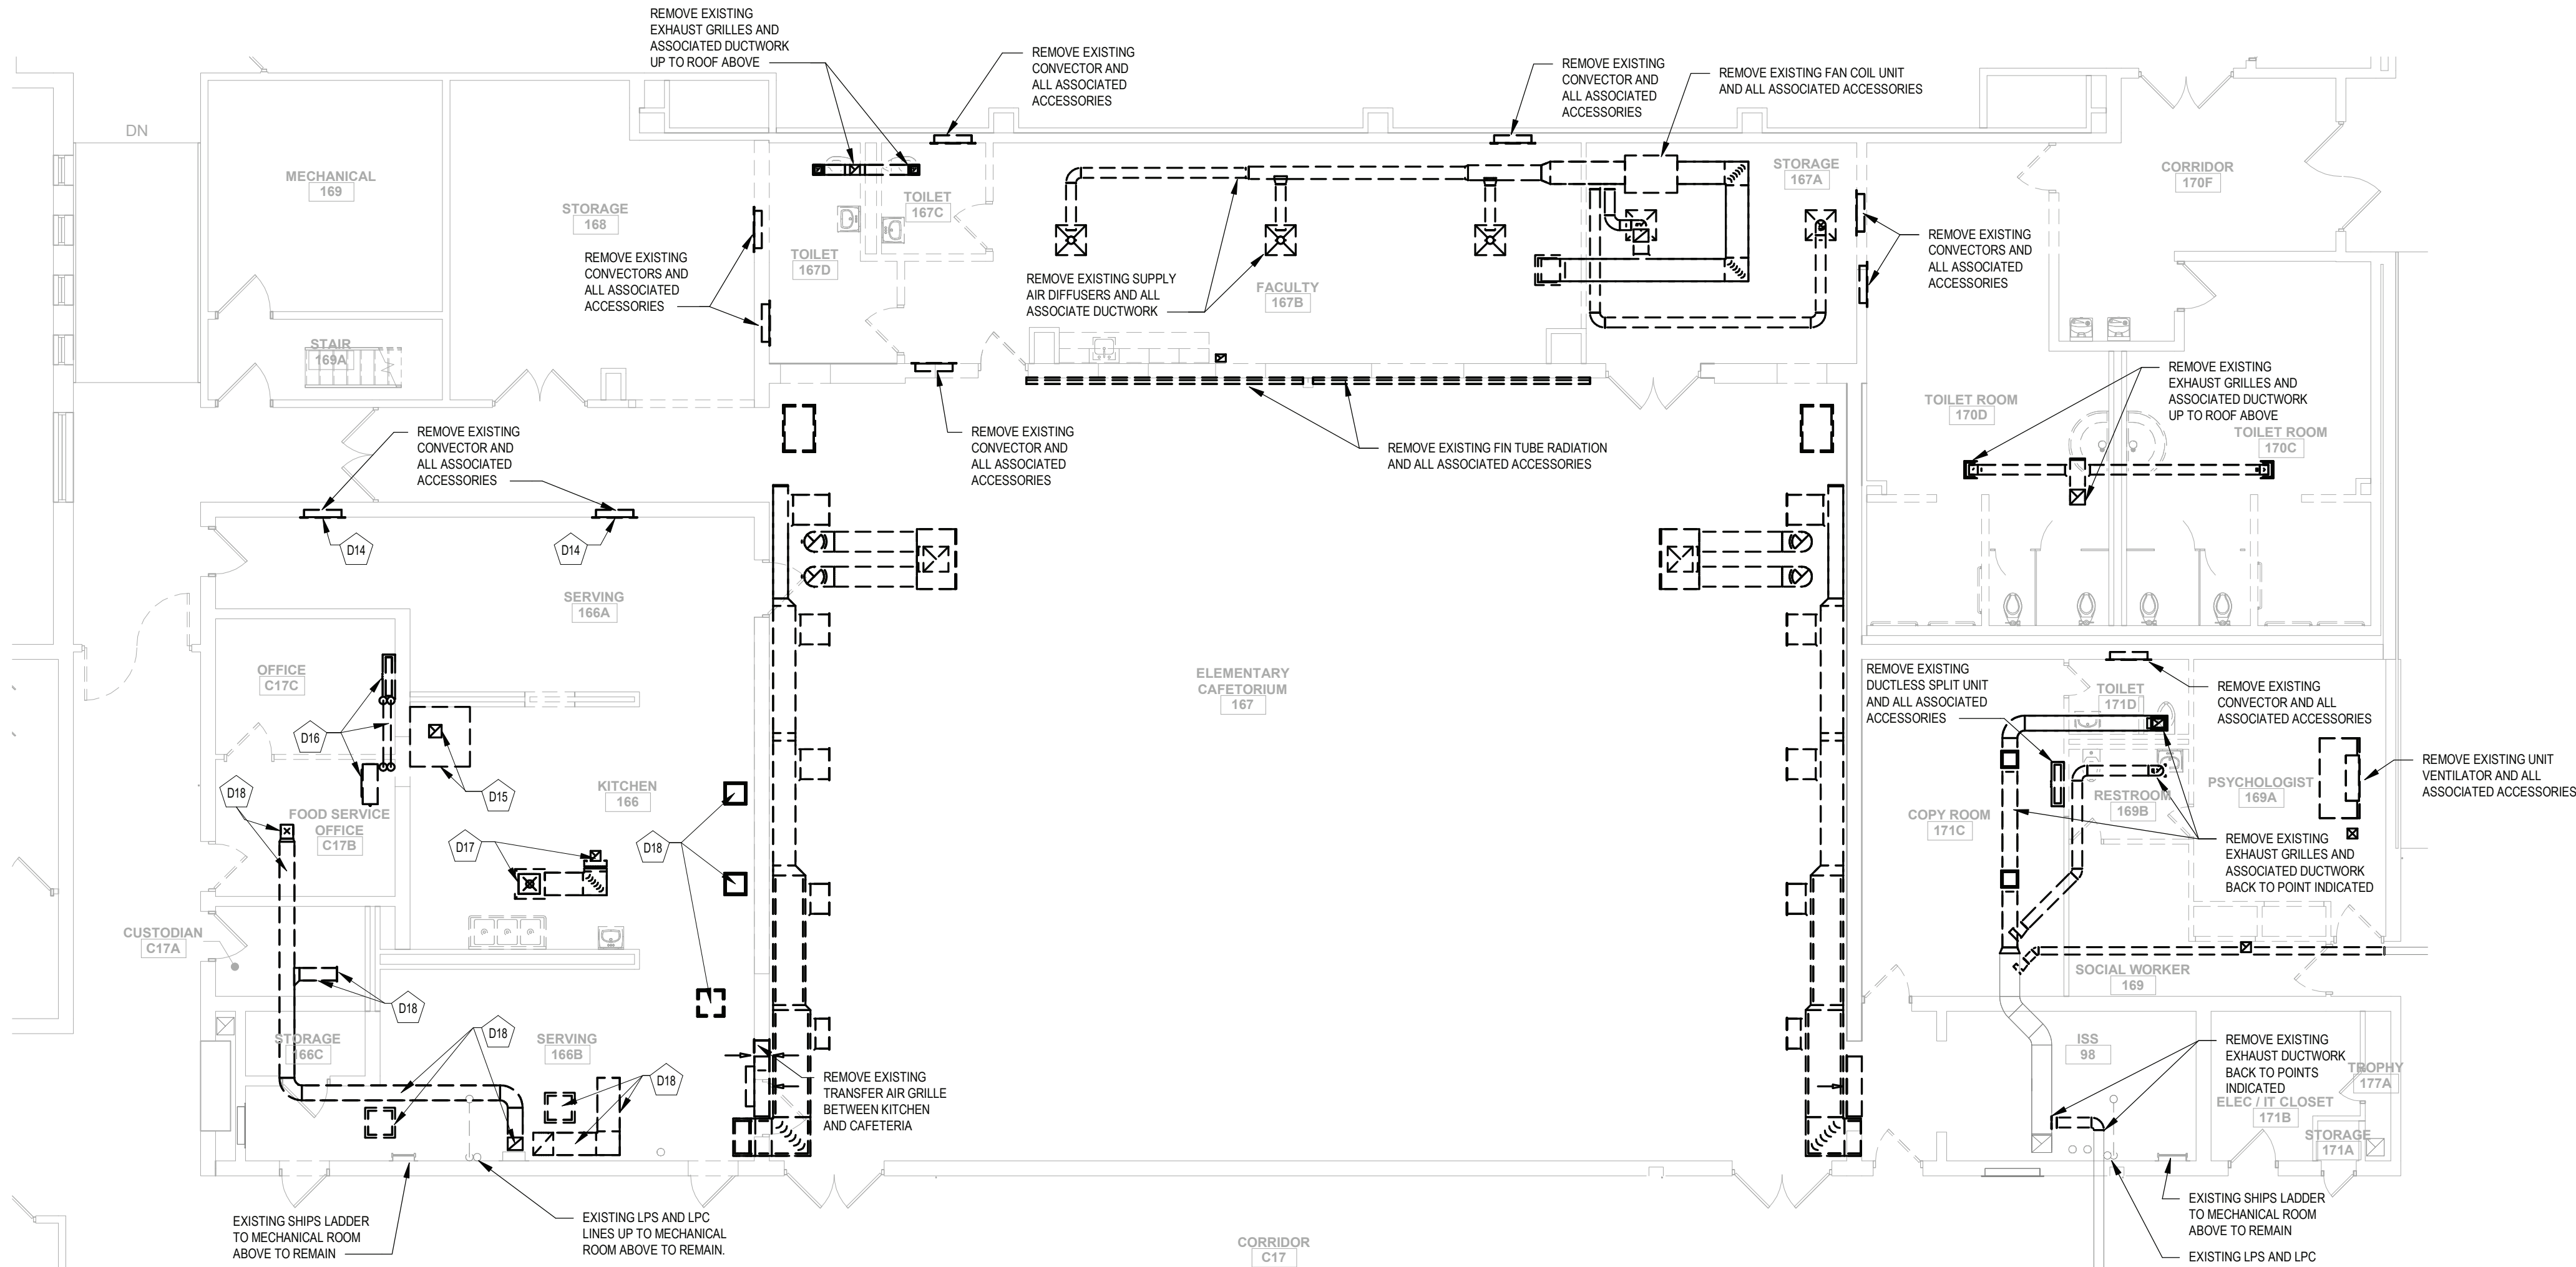 REMOVE EXISTING
EXHAUST GRILLES AND
ASSOCIATED DUCTWORK
UP TO ROOF ABOVE
REMOVE EXISTING
CONVECTOR AND
ALL ASSOCIATED
ACCESSORIES
REMOVE EXISTING
CONVECTOR AND
ALL ASSOCIATED
ACCESSORIES
REMOVE EXISTING FAN COIL UNIT
AND ALL ASSOCIATED ACCESSORIES
DN
MECHANICAL
169
STORAGE
168
TOILET
167C
STORAGE
167A
CORRIDOR
170F
REMOVE EXISTING
CONVECTORS AND
ALL ASSOCIATED
ACCESSORIES
TOILET
167D
REMOVE EXISTING SUPPLY
AIR DIFFUSERS AND ALL
ASSOCIATE DUCTWORK
FACULTY
167B
REMOVE EXISTING
CONVECTORS AND
ALL ASSOCIATED
ACCESSORIES
STAIR
169A
REMOVE EXISTING
CONVECTOR AND
ALL ASSOCIATED
ACCESSORIES
REMOVE EXISTING
CONVECTOR AND
ALL ASSOCIATED
ACCESSORIES
REMOVE EXISTING FIN TUBE RADIATION
AND ALL ASSOCIATED ACCESSORIES
TOILET ROOM
170D
REMOVE EXISTING
EXHAUST GRILLES AND
ASSOCIATED DUCTWORK
UP TO ROOF ABOVE
TOILET ROOM
170C
D14
D14
SERVING
166A
OFFICE
C17C
D16
D18
FOOD SERVICE
OFFICE
C17B
D15
KITCHEN
166
D17
D18
ELEMENTARY
CAFETORIUM
167
REMOVE EXISTING
DUCTLESS SPLIT UNIT
AND ALL ASSOCIATED
ACCESSORIES
TOILET
171D
REMOVE EXISTING
CONVECTOR AND ALL
ASSOCIATED ACCESSORIES
REMOVE EXISTING UNIT
VENTILATOR AND ALL
ASSOCIATED ACCESSORIES
PSYCHOLOGIST
169A
RESTROOM
169B
COPY ROOM
171C
REMOVE EXISTING
EXHAUST GRILLES AND
ASSOCIATED DUCTWORK
BACK TO POINT INDICATED
CUSTODIAN
C17A
D18
SOCIAL WORKER
169
STORAGE
166C
D18
SERVING
166B
D18
REMOVE EXISTING
TRANSFER AIR GRILLE
BETWEEN KITCHEN
AND CAFETERIA
ISS
98
REMOVE EXISTING
EXHAUST DUCTWORK
BACK TO POINTS
INDICATED
TROPHY
177A
ELEC / IT CLOSET
171B
STORAGE
171A
EXISTING SHIPS LADDER
TO MECHANICAL ROOM
ABOVE TO REMAIN
EXISTING LPS AND LPC
LINES UP TO MECHANICAL
ROOM ABOVE TO REMAIN.
CORRIDOR
C17
EXISTING SHIPS LADDER
TO MECHANICAL ROOM
ABOVE TO REMAIN
EXISTING LPS AND LPC